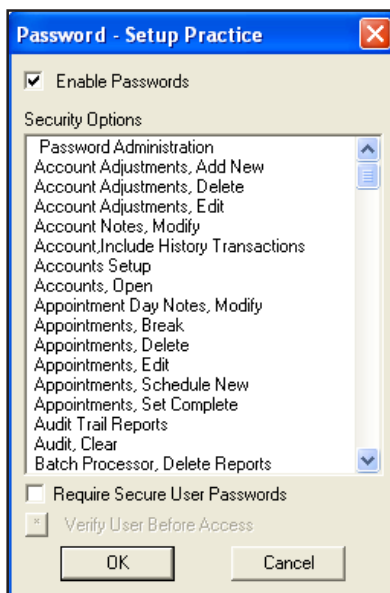 Password - Setup Practice
Enable Passwords
Security Options
Password Administration
Account Adjustments, Add New
Account Adjustments, Delete
Account Adjustments, Edit
Account Notes, Modify
Account,Include History Transactions
Accounts Setup
Accounts, Open
Appointment Day Notes, Modify
Appointments, Break
Appointments, Delete
Appointments, Edit
Appointments, Schedule New
Appointments, Set Complete
Audit Trail Reports
Audit, Clear
Batch Processor, Delete Reports
Require Secure User Passwords
Verify User Before Access
OK Cancel